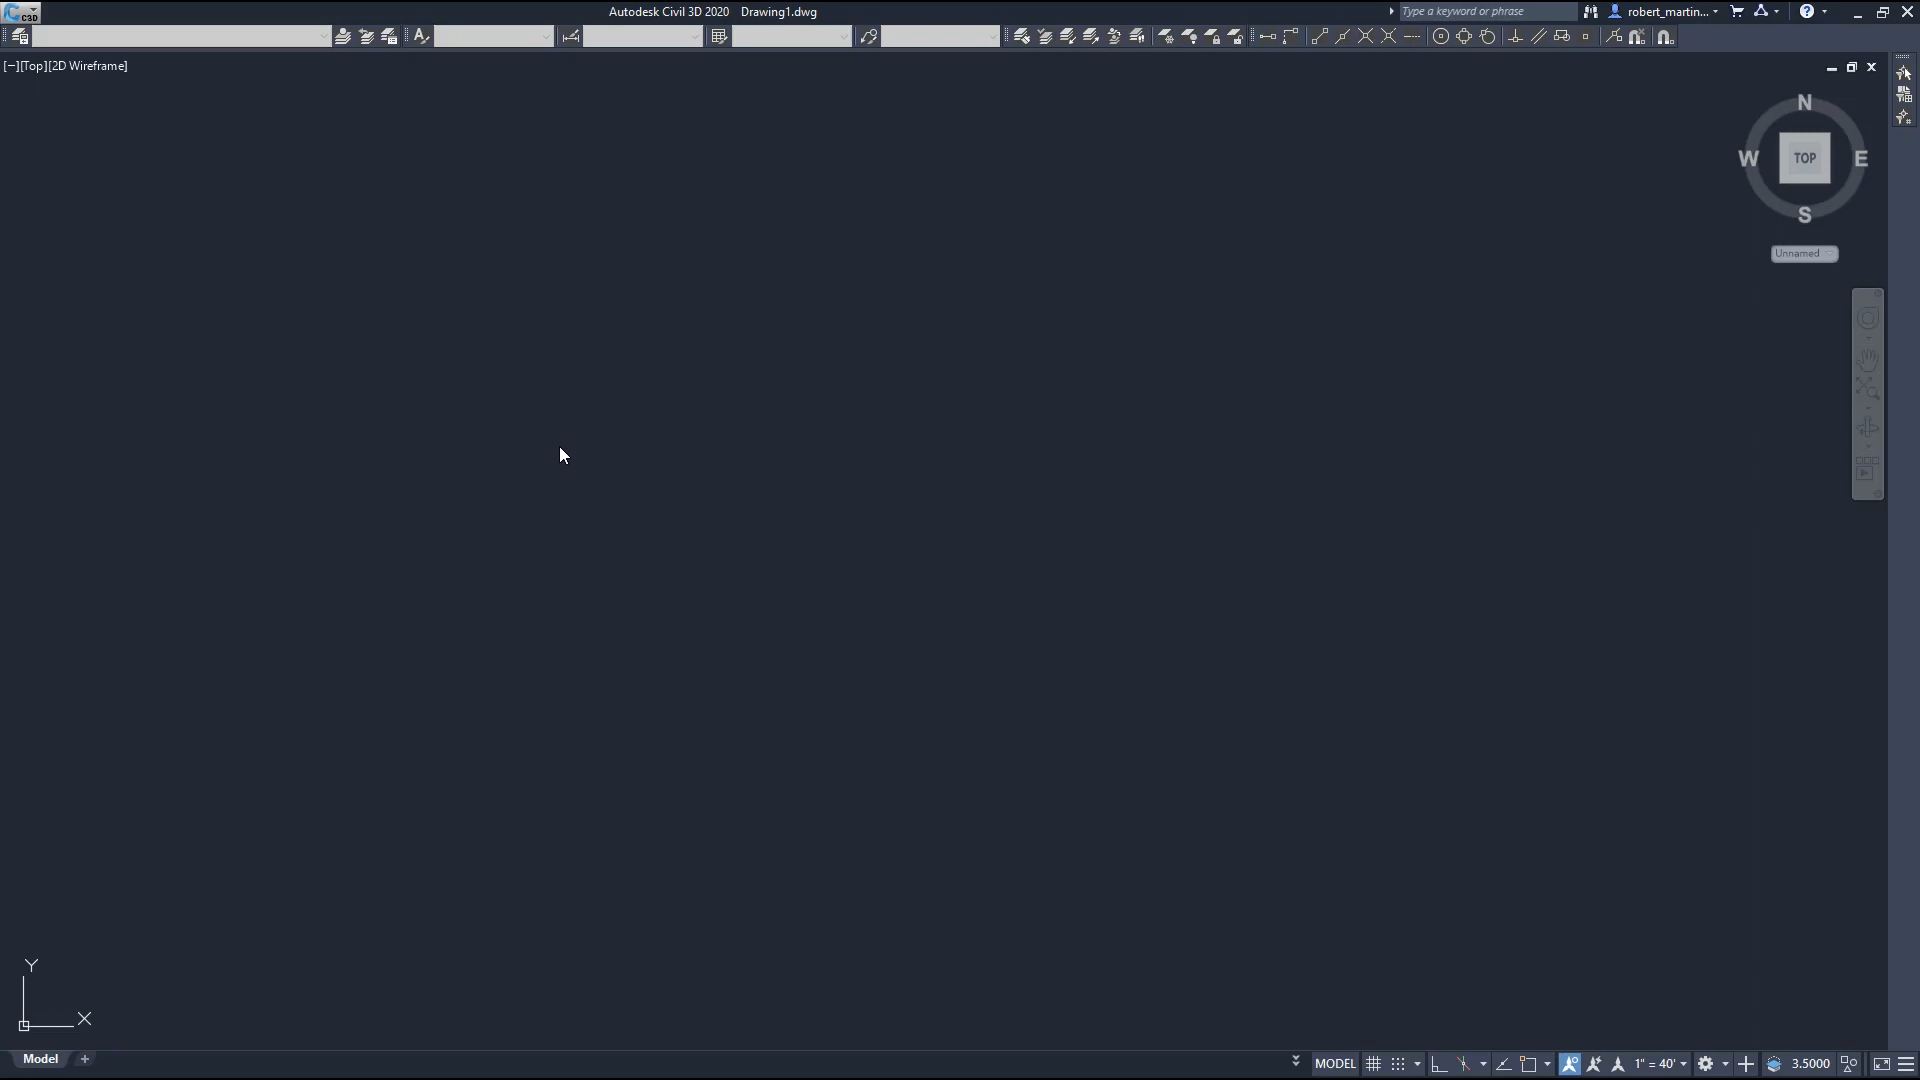 C3D
Autodesk Civil 3D 2020 Drawing1.dwg
Type a keyword or phrase
robert_martin...
[−][Top][2D Wireframe]
N
W
TOP
E
S
Unnamed
Y
X
Model
MODEL
1" = 40'
3.5000